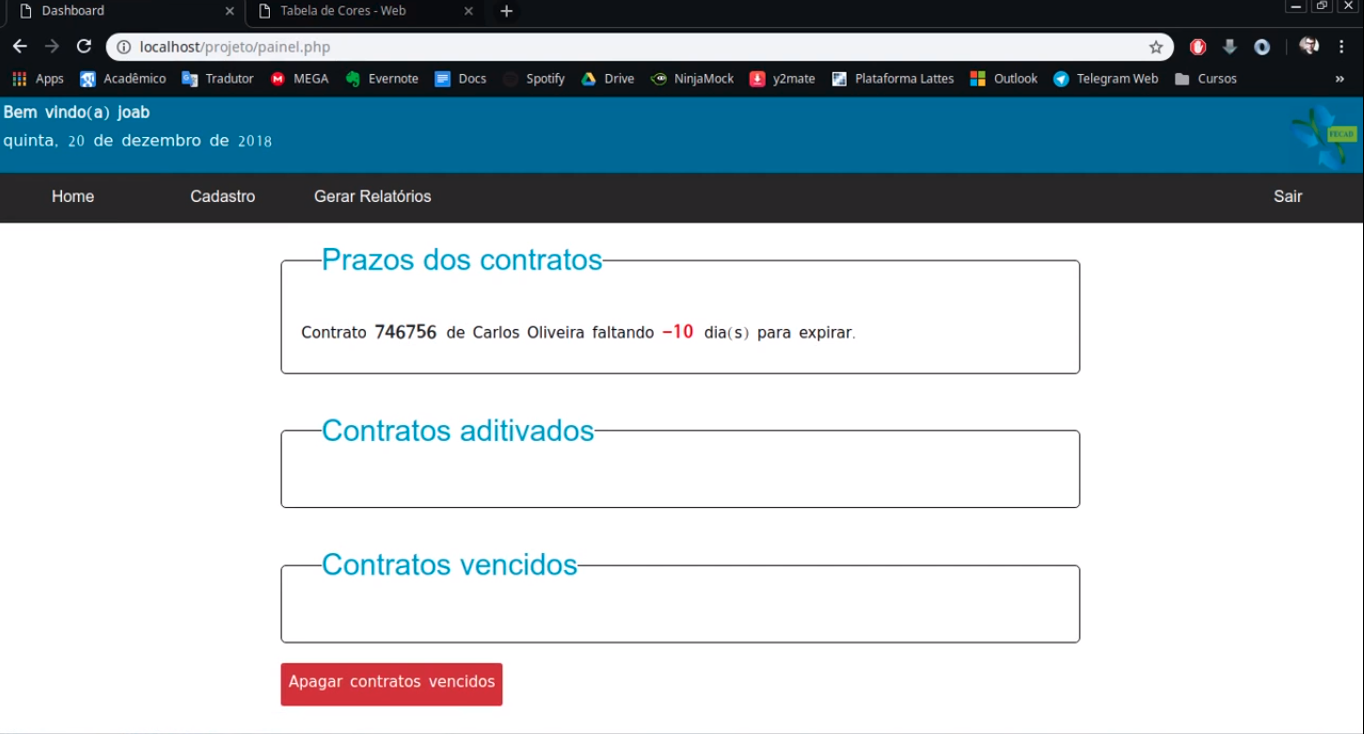 Dashboard
Tabela de Cores - Web
localhost/projeto/painel.php
Apps Acadêmico Tradutor MEGA Evernote Docs Spotify Drive NinjaMock y2mate Plataforma Lattes Outlook Telegram Web Cursos »
Bem vindo(a) joab
quinta, 20 de dezembro de 2018
FECAD
Home Cadastro Gerar Relatórios Sair
Prazos dos contratos
Contrato 746756 de Carlos Oliveira faltando -10 dia(s) para expirar.
Contratos aditivados
Contratos vencidos
Apagar contratos vencidos